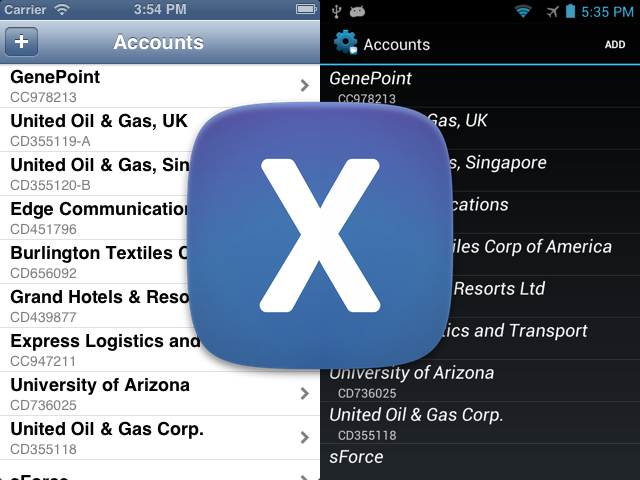 Carrier 3:54 PM
+ Accounts
GenePoint
CC978213
United Oil & Gas, UK
CD355119-A
United Oil & Gas, Sin
CD355120-B
Edge Communication
CD451796
Burlington Textiles C
CD656092
Grand Hotels & Reso
CD439877
Express Logistics and
CC947211
University of Arizona
CD736025
United Oil & Gas Corp.
CD355118
sForce
X
5:35 PM
Accounts ADD
GenePoint
CC978213
Gas, UK
s, Singapore
cations
iles Corp of America
Resorts Ltd
tics and Transport
University of Arizona
CD736025
United Oil & Gas Corp.
CD355118
sForce